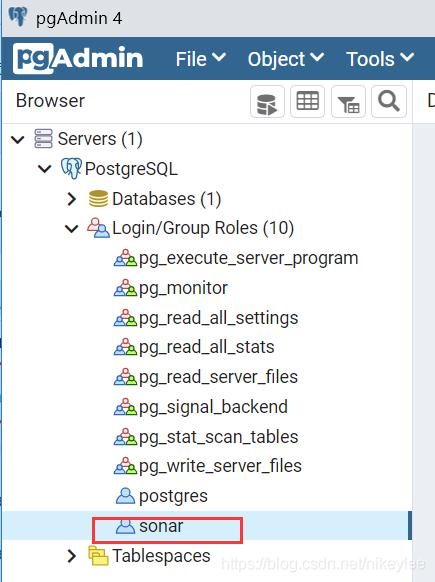 pgAdmin 4
pgAdmin File Object Tools
Browser
Servers (1)
PostgreSQL
Databases (1)
Login/Group Roles (10)
pg_execute_server_program
pg_monitor
pg_read_all_settings
pg_read_all_stats
pg_read_server_files
pg_signal_backend
pg_stat_scan_tables
pg_write_server_files
postgres
sonar
Tablespaces
https://blog.csdn.net/nikeylee